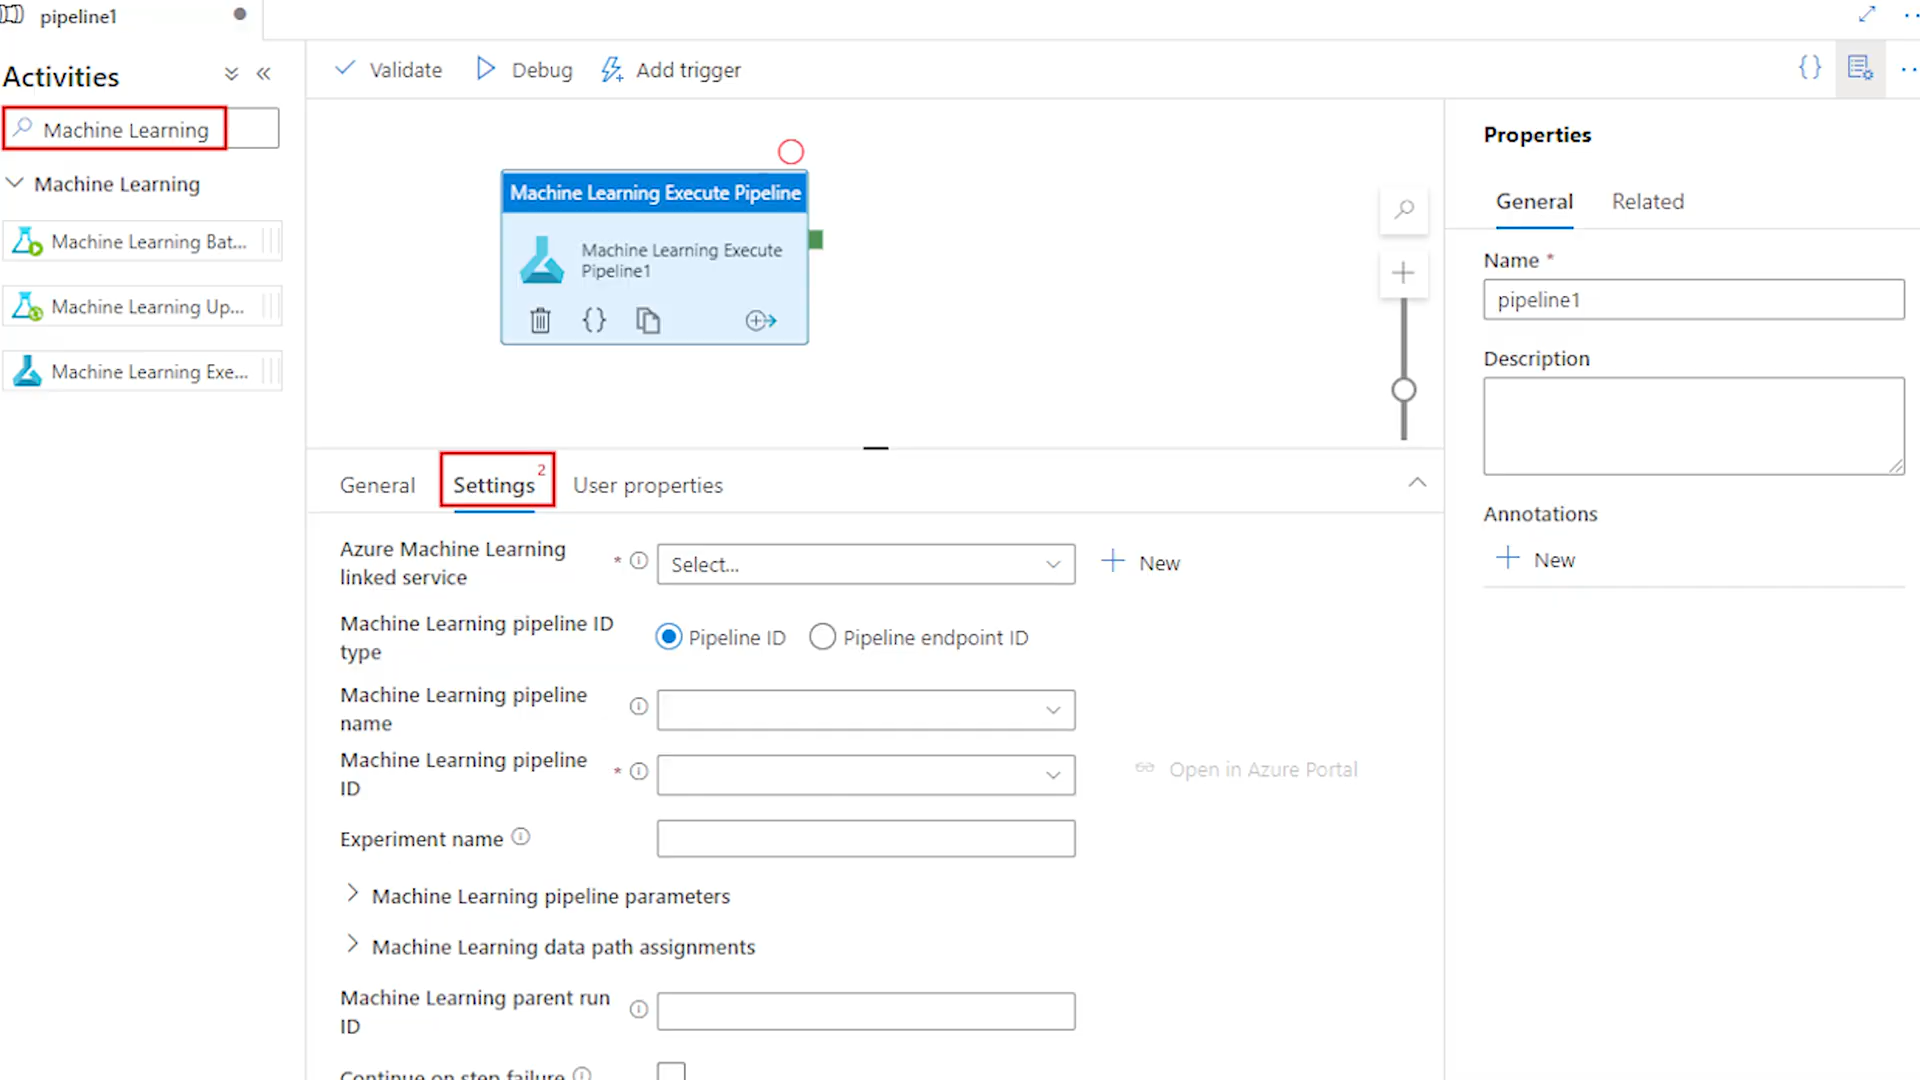 pipeline1
Activities
Validate
Debug
Add trigger
Machine Learning
Machine Learning
Machine Learning Bat...
Machine Learning Up...
Machine Learning Exe...
Machine Learning Execute Pipeline
Machine Learning Execute
Pipeline1
General
Settings 2
User properties
Azure Machine Learning
linked service
*
Select...
New
Machine Learning pipeline ID
type
Pipeline ID
Pipeline endpoint ID
Machine Learning pipeline
name
Machine Learning pipeline
ID
*
Open in Azure Portal
Experiment name
Machine Learning pipeline parameters
Machine Learning data path assignments
Machine Learning parent run
ID
Continue on step failure
Properties
General
Related
Name *
pipeline1
Description
Annotations
New